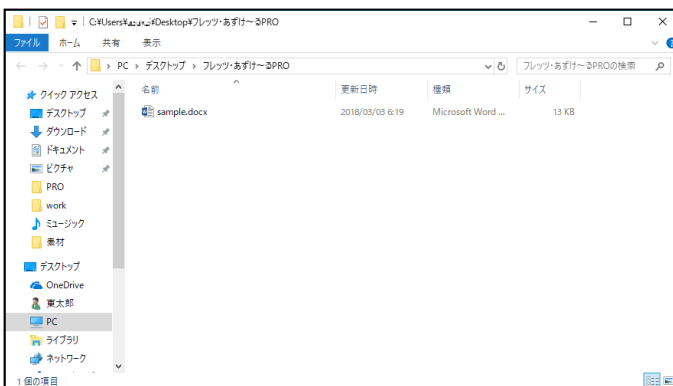 C:¥Users¥ ¥Desktop¥フレッツ・あずけ～るPRO
ファイル ホーム 共有 表示
PC › デスクトップ › フレッツ・あずけ～るPRO フレッツ・あずけ～るPROの検索
クイック アクセス
デスクトップ
ダウンロード
ドキュメント
ピクチャ
PRO
work
ミュージック
素材
デスクトップ
OneDrive
東太郎
PC
ライブラリ
ネットワーク
名前 更新日時 種類 サイズ
sample.docx 2018/03/03 6:19 Microsoft Word ... 13 KB
1 個の項目